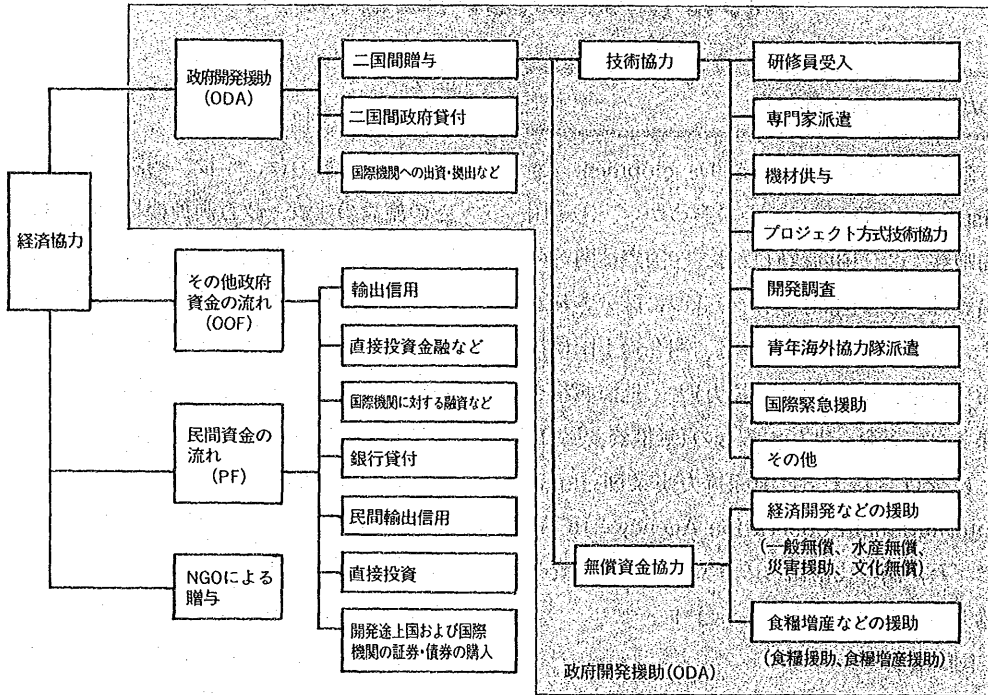 経済協力
政府開発援助
(ODA)
二国間贈与
二国間政府貸付
国際機関への出資・拠出など
技術協力
研修員受入
専門家派遣
機材供与
プロジェクト方式技術協力
開発調査
青年海外協力隊派遣
国際緊急援助
その他
無償資金協力
経済開発などの援助
(一般無償、水産無償、
災害援助、文化無償)
食糧増産などの援助
(食糧援助、食糧増産援助)
政府開発援助(ODA)
その他政府
資金の流れ
(OOF)
輸出信用
直接投資金融など
国際機関に対する融資など
民間資金の
流れ
(PF)
銀行貸付
民間輸出信用
直接投資
開発途上国および国際
機関の証券・債券の購入
NGOによる
贈与